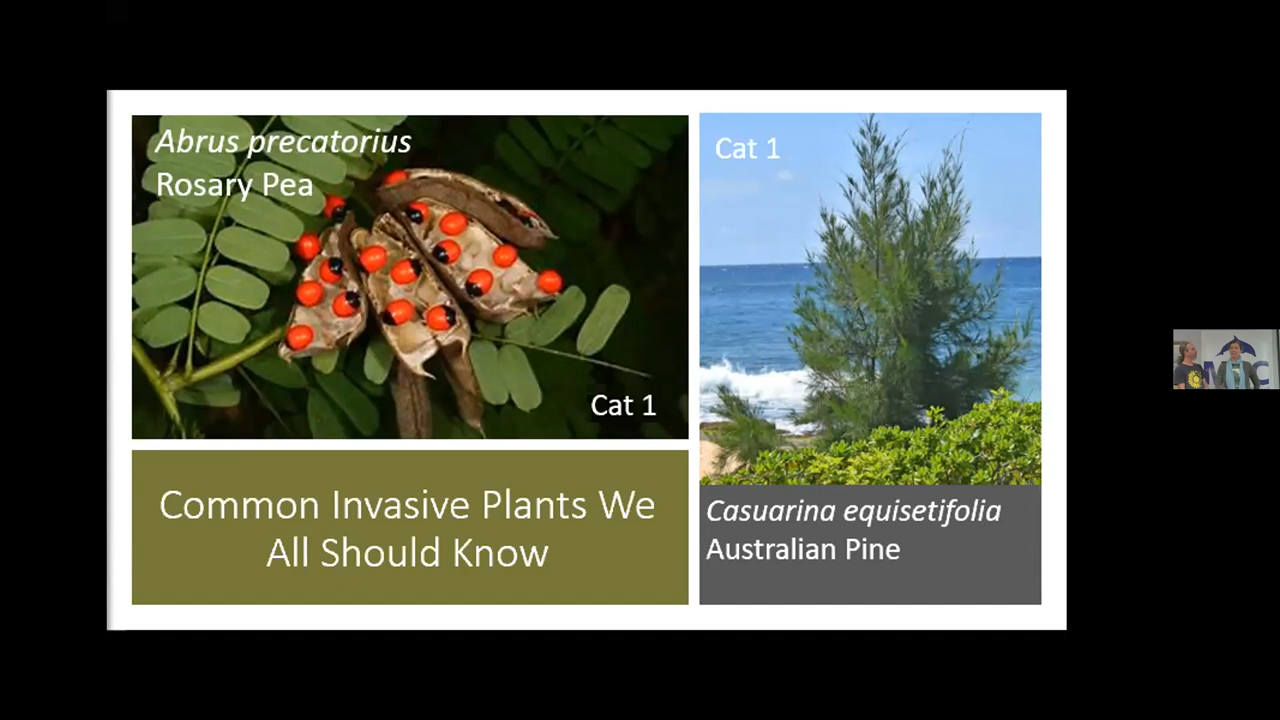 Abrus precatorius
Rosary Pea
Cat 1
Common Invasive Plants We
All Should Know
Cat 1
Casuarina equisetifolia
Australian Pine